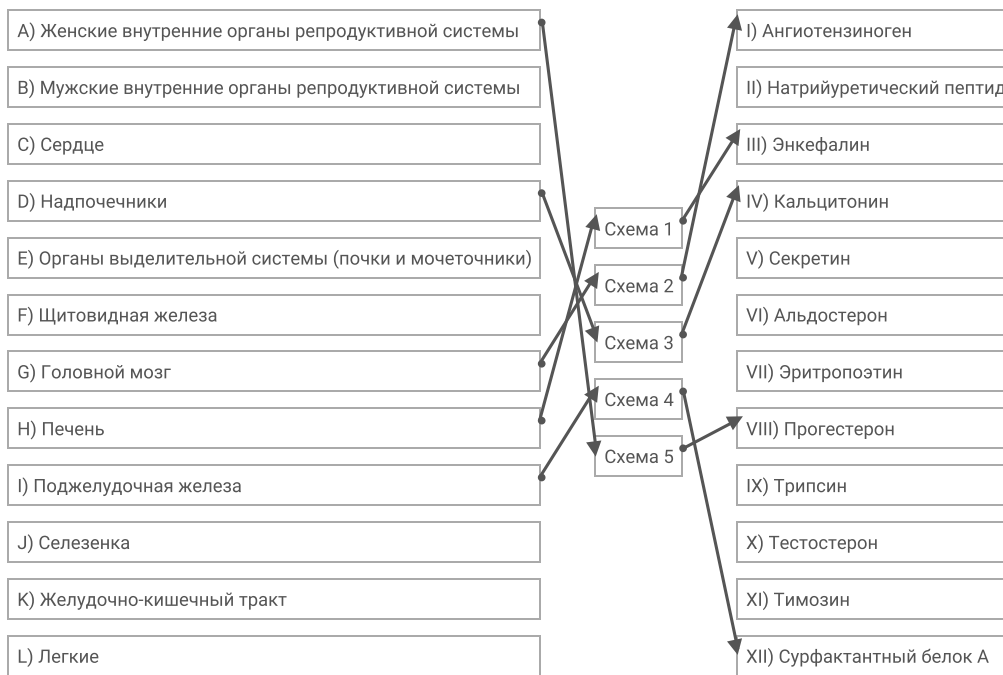 A) Женские внутренние органы репродуктивной системы
B) Мужские внутренние органы репродуктивной системы
C) Сердце
D) Надпочечники
E) Органы выделительной системы (почки и мочеточники)
F) Щитовидная железа
G) Головной мозг
H) Печень
I) Поджелудочная железа
J) Селезенка
K) Желудочно-кишечный тракт
L) Легкие
Схема 1
Схема 2
Схема 3
Схема 4
Схема 5
I) Ангиотензиноген
II) Натрийуретический пептид
III) Энкефалин
IV) Кальцитонин
V) Секретин
VI) Альдостерон
VII) Эритропоэтин
VIII) Прогестерон
IX) Трипсин
X) Тестостерон
XI) Тимозин
XII) Сурфактантный белок А